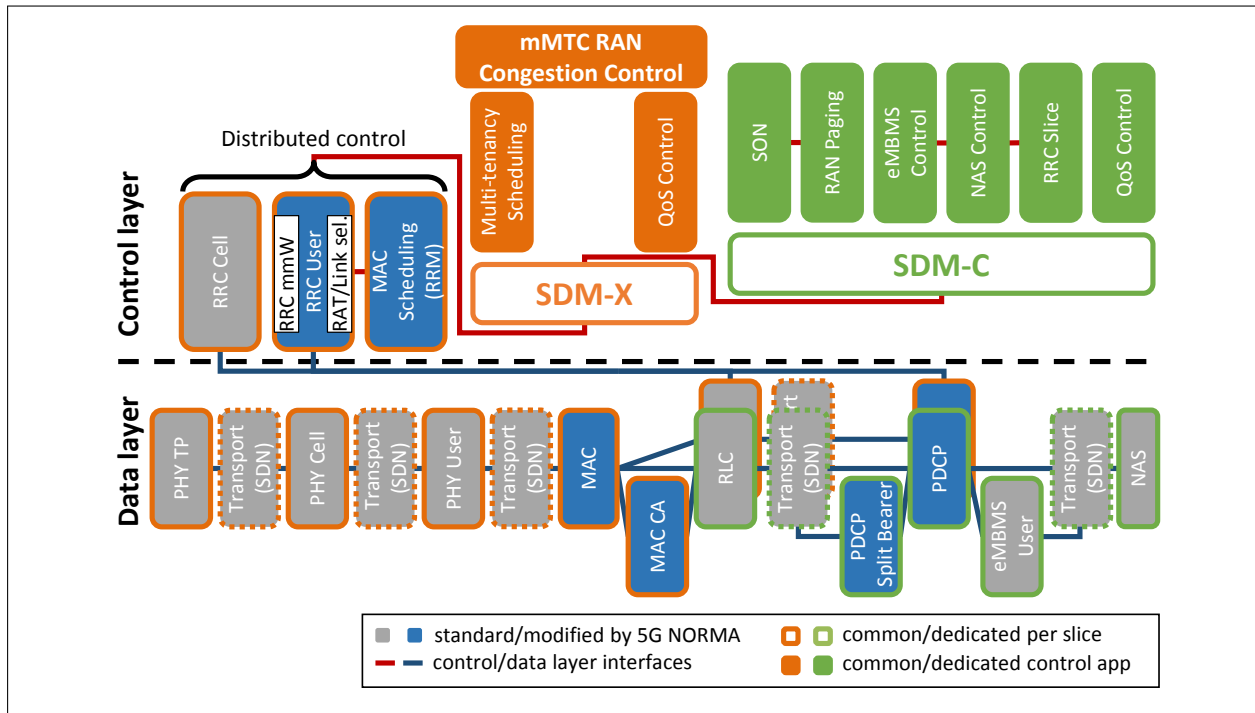 mMTC RAN
Congestion Control
Distributed control
Multi-tenancy
Scheduling
QoS Control
SON
RAN Paging
eMBMS
Control
NAS Control
RRC Slice
QoS Control
Control layer
RRC Cell
RRC mmW
RRC User
RAT/Link sel.
MAC
Scheduling
(RRM)
SDM-X
SDM-C
Data layer
PHY TP
Transport
(SDN)
PHY Cell
Transport
(SDN)
PHY User
Transport
(SDN)
MAC
MAC CA
RLC
Transport
(SDN)
PDCP
Split Bearer
PDCP
eMBMS
User
Transport
(SDN)
NAS
standard/modified by 5G NORMA
common/dedicated per slice
control/data layer interfaces
common/dedicated control app